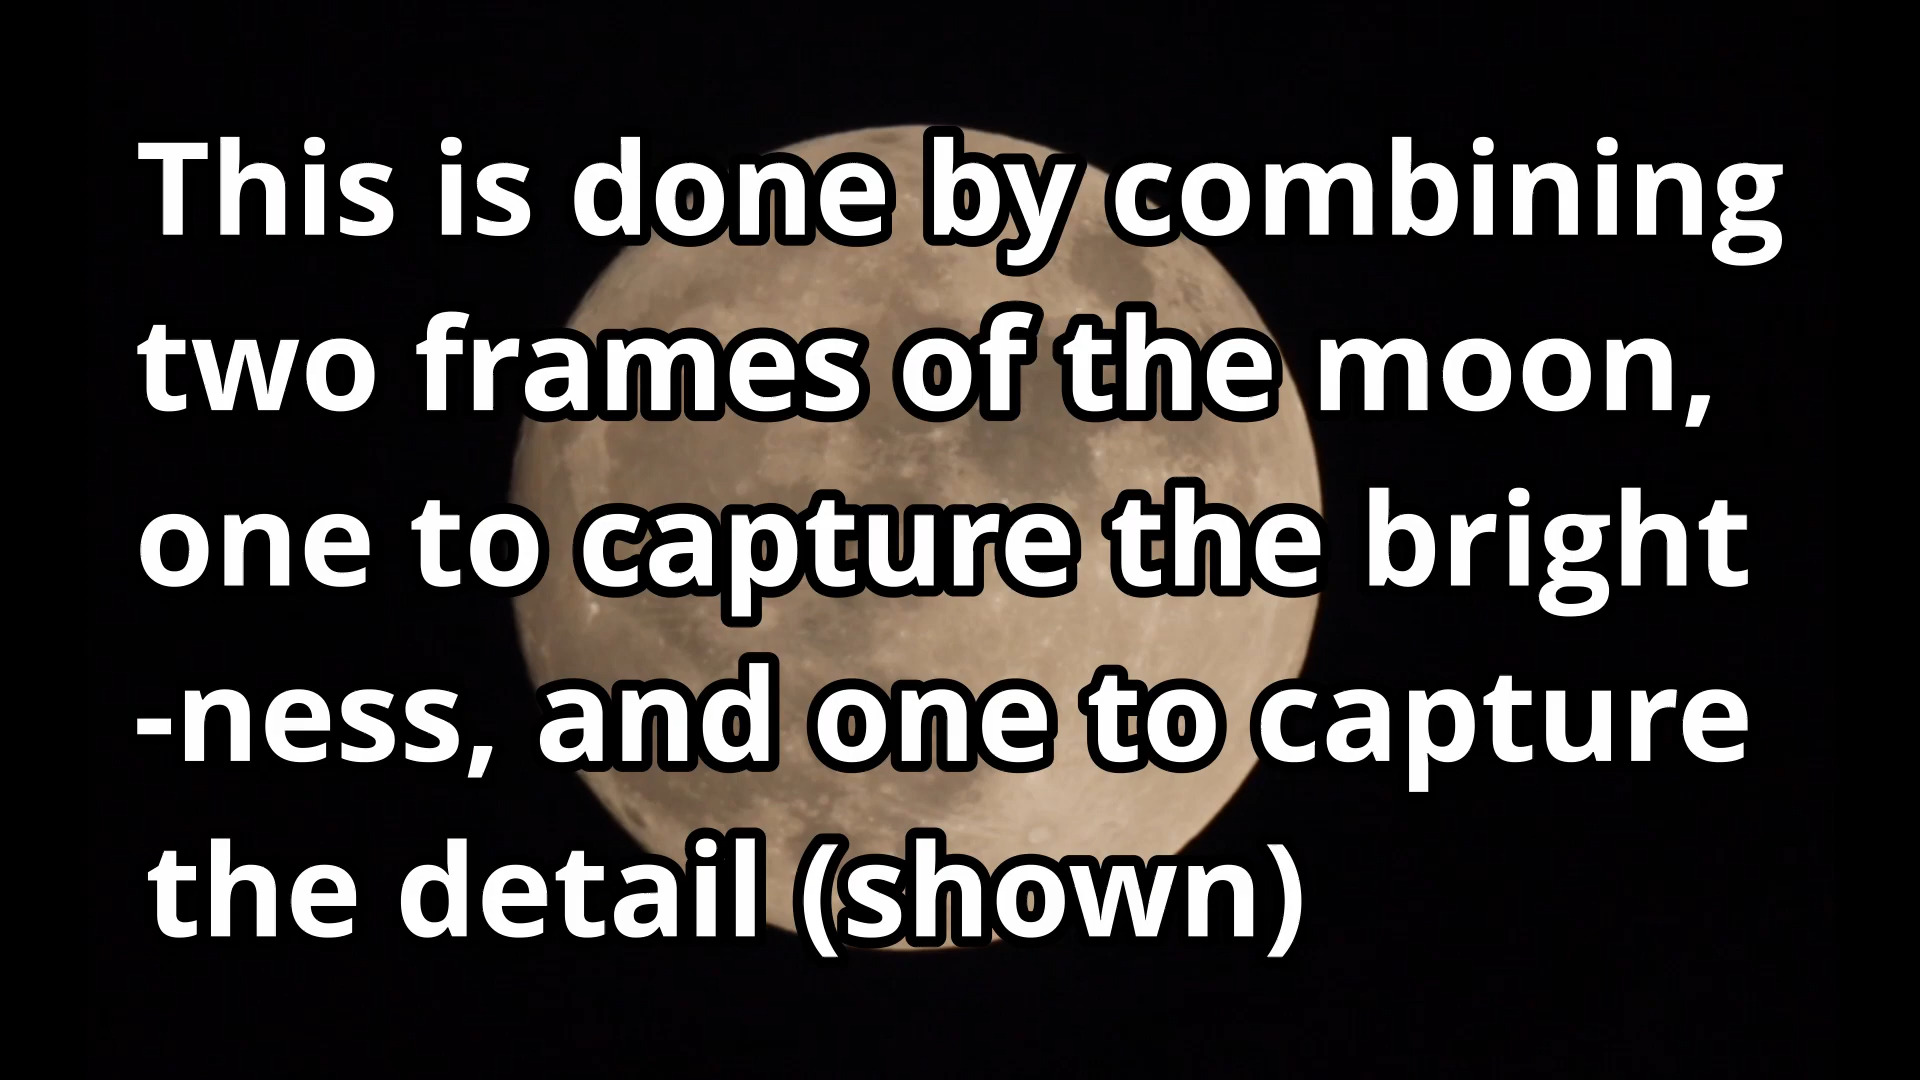 This is done by combining
two frames of the moon,
one to capture the bright
-ness, and one to capture
the detail (shown)